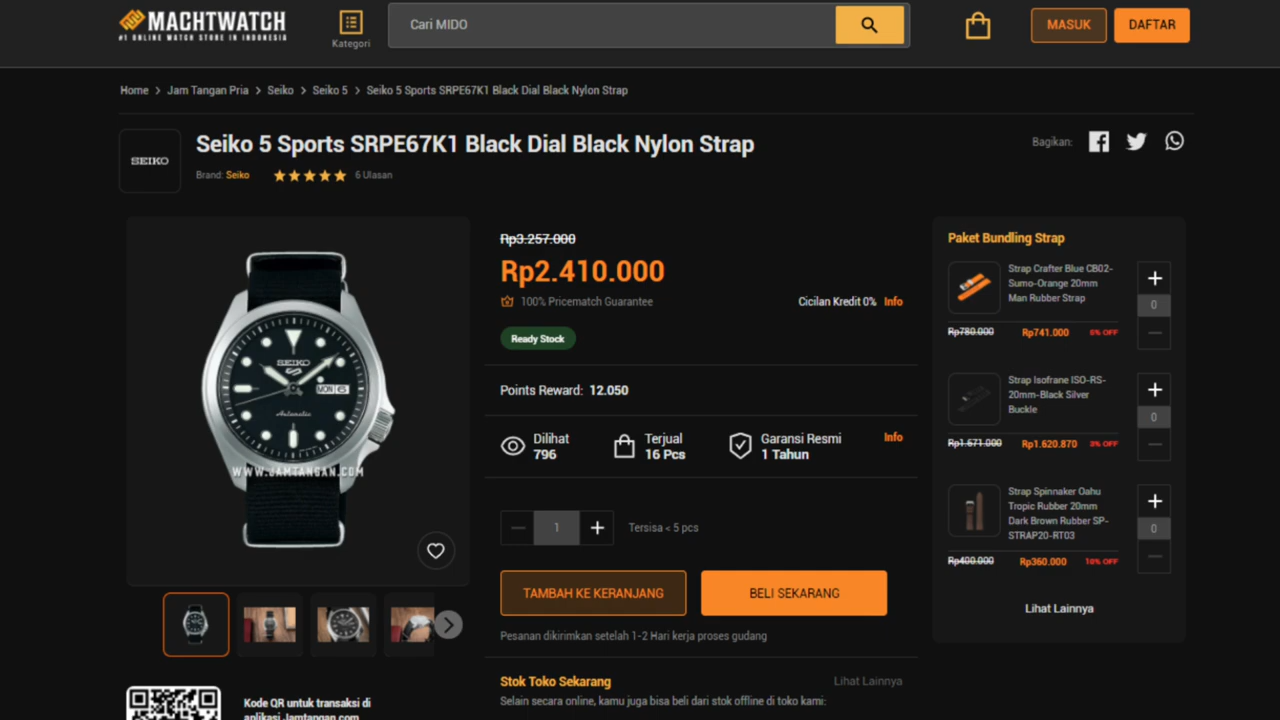 MACHTWATCH
#1 ONLINE WATCH STORE IN INDONESIA
Kategori
Cari MIDO
MASUK
DAFTAR
Home > Jam Tangan Pria > Seiko > Seiko 5 > Seiko 5 Sports SRPE67K1 Black Dial Black Nylon Strap
SEIKO
Seiko 5 Sports SRPE67K1 Black Dial Black Nylon Strap
Brand: Seiko
6 Ulasan
Bagikan:
SEIKO
5
MON 6
Automatic
WWW.JAMTANGAN.COM
Rp3.257.000
Rp2.410.000
100% Pricematch Guarantee
Cicilan Kredit 0% Info
Ready Stock
Points Reward: 12.050
Dilihat
796
Terjual
16 Pcs
Garansi Resmi
1 Tahun
Info
1
Tersisa < 5 pcs
TAMBAH KE KERANJANG
BELI SEKARANG
Pesanan dikirimkan setelah 1-2 Hari kerja proses gudang
Stok Toko Sekarang
Lihat Lainnya
Selain secara online, kamu juga bisa beli dari stok offline di toko kami:
Paket Bundling Strap
Strap Crafter Blue CB02-
Sumo-Orange 20mm
Man Rubber Strap
0
Rp780.000 Rp741.000 5% OFF
Strap Isofrane ISO-RS-
20mm-Black Silver
Buckle
0
Rp1.671.000 Rp1.620.870 3% OFF
Strap Spinnaker Oahu
Tropic Rubber 20mm
Dark Brown Rubber SP-
STRAP20-RT03
0
Rp400.000 Rp360.000 10% OFF
Lihat Lainnya
Kode QR untuk transaksi di
aplikasi Jamtangan.com